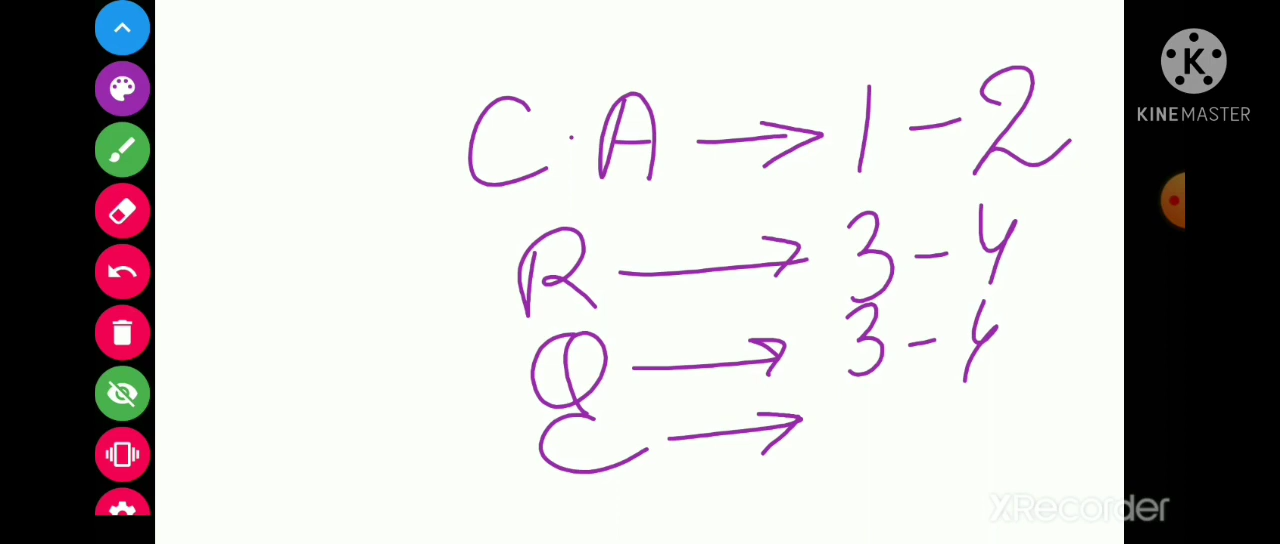 C.A → 1-2
R → 3-4
Q → 3-4
C →
KINEMASTER
XRecorder